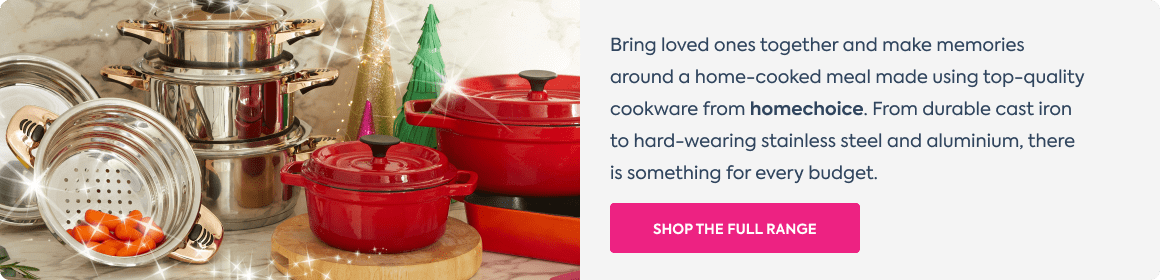 Bring loved ones together and make memories
around a home-cooked meal made using top-quality
cookware from homechoice. From durable cast iron
to hard-wearing stainless steel and aluminium, there
is something for every budget.
SHOP THE FULL RANGE